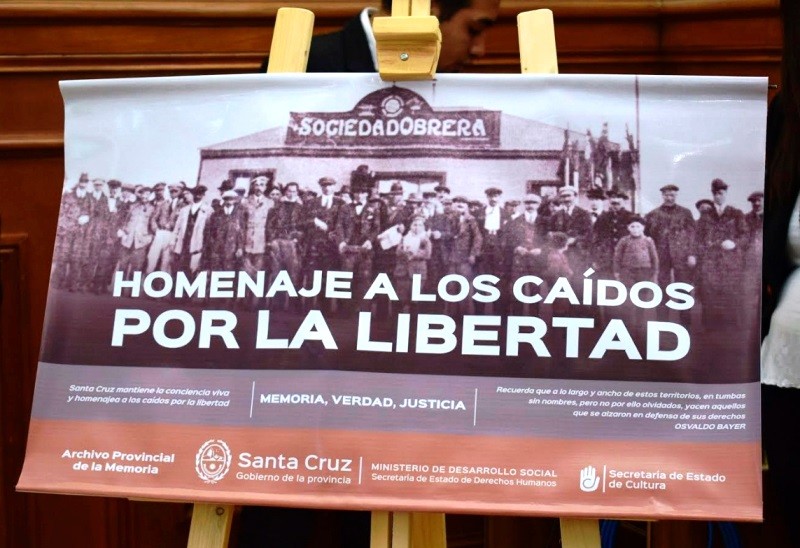 SOCIEDAD OBRERA
HOMENAJE A LOS CAÍDOS
POR LA LIBERTAD
Santa Cruz mantiene la conciencia viva
y homenajea a los caídos por la libertad
MEMORIA, VERDAD, JUSTICIA
Recuerda que a lo largo y ancho de estos territorios, en tumbas
sin nombres, pero no por ello olvidados, yacen aquellos
que se alzaron en defensa de sus derechos
OSVALDO BAYER
Archivo Provincial
de la Memoria
Santa Cruz
Gobierno de la provincia
MINISTERIO DE DESARROLLO SOCIAL
Secretaría de Estado de Derechos Humanos
Secretaría de Estado
de Cultura